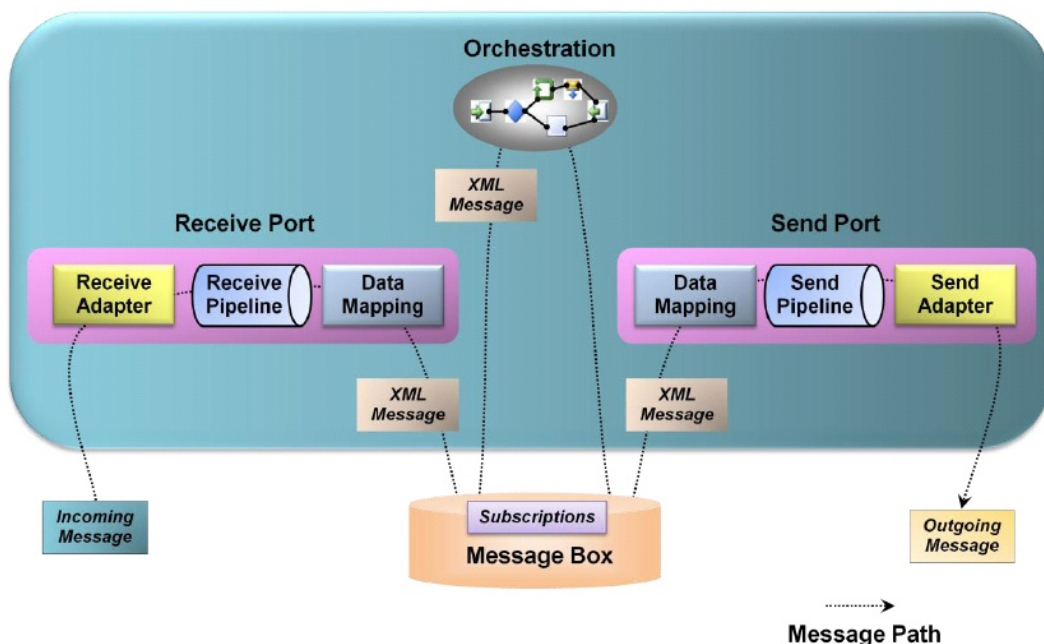 Orchestration
XML
Message
Receive Port
Send Port
Receive
Adapter
Receive
Pipeline
Data
Mapping
Data
Mapping
Send
Pipeline
Send
Adapter
XML
Message
XML
Message
Incoming
Message
Subscriptions
Message Box
Outgoing
Message
Message Path